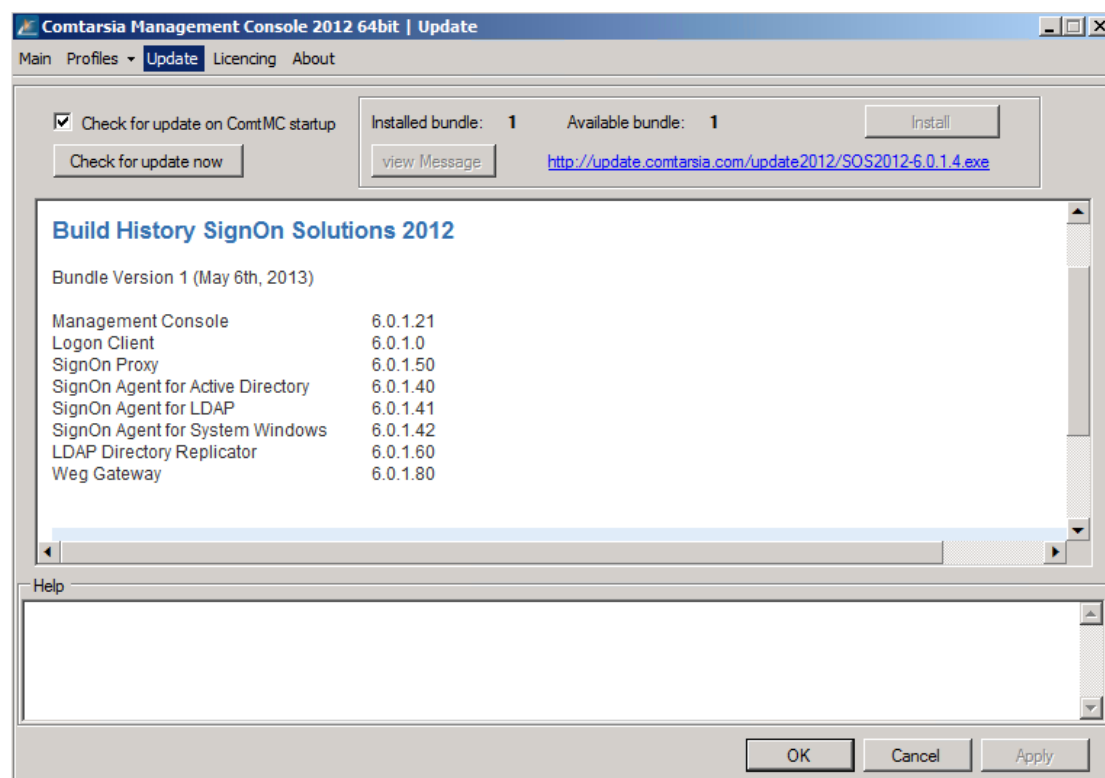 Comtarsia Management Console 2012 64bit | Update
Main Profiles Update Licencing About
Check for update on ComtMC startup
Installed bundle: 1 Available bundle: 1 Install
Check for update now
view Message http://update.comtarsia.com/update2012/SOS2012-6.0.1.4.exe
Build History SignOn Solutions 2012
Bundle Version 1 (May 6th, 2013)
Management Console 6.0.1.21
Logon Client 6.0.1.0
SignOn Proxy 6.0.1.50
SignOn Agent for Active Directory 6.0.1.40
SignOn Agent for LDAP 6.0.1.41
SignOn Agent for System Windows 6.0.1.42
LDAP Directory Replicator 6.0.1.60
Weg Gateway 6.0.1.80
Help
OK Cancel Apply